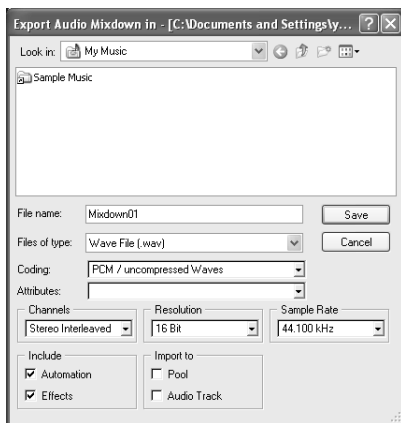 Export Audio Mixdown in - [C:\Documents and Settings\y...
Look in: My Music
Sample Music
File name: Mixdown01 Save
Files of type: Wave File (.wav) Cancel
Coding: PCM / uncompressed Waves
Attributes:
Channels Resolution Sample Rate
Stereo Interleaved 16 Bit 44.100 kHz
Include Import to
Automation Pool
Effects Audio Track